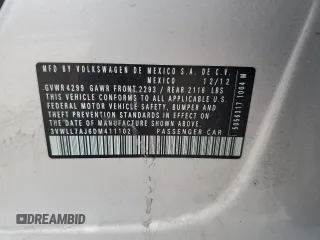 MFD. BY VOLKSWAGEN DE MEXICO S.A. DE C.V.
MEXICO 12/12
GVWR 4299 GAWR FRONT 2293 / REAR 2116 LBS
THIS VEHICLE CONFORMS TO ALL APPLICABLE U.S.
FEDERAL MOTOR VEHICLE SAFETY, BUMPER, AND
THEFT PREVENTION STANDARDS IN EFFECT ON THE
DATE OF MANUFACTURE SHOWN ABOVE
3VWLL7AJ6DM411102 PASSENGER CAR
1004 M
DREAMBID